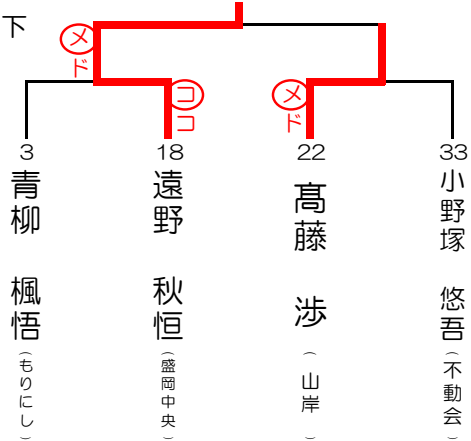 下
メ
ド
コ
コ
メ
ド
3
青柳 楓悟
(もりにし)
18
遠野 秋恒
(盛岡中央)
22
髙藤 渉
(山岸)
33
小野塚 悠吾
(不動会)